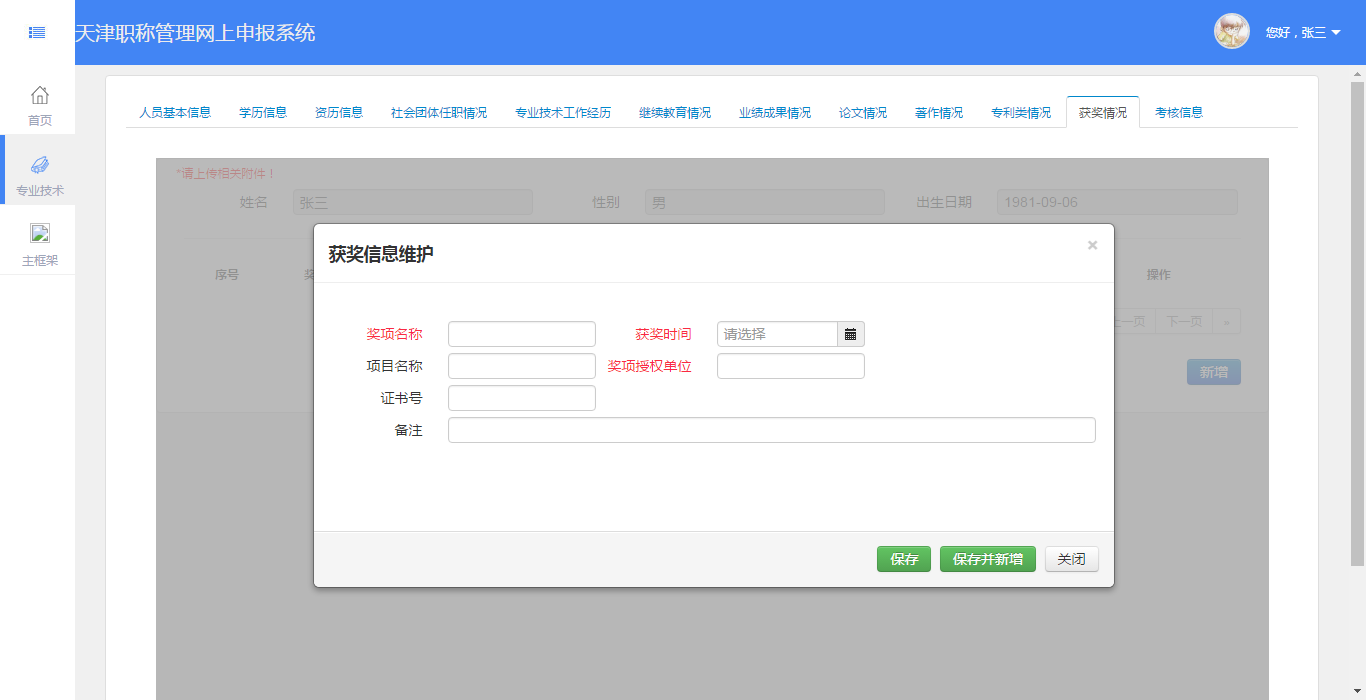 天津职称管理网上申报系统
您好，张三
首页
专业技术
主框架
人员基本信息 学历信息 资历信息 社会团体任职情况 专业技术工作经历 继续教育情况 业绩成果情况 论文情况 著作情况 专利类情况 获奖情况 考核信息
*请上传相关附件！
姓名 张三 性别 男 出生日期 1981-09-06
序号 操作
一页 下一页 »
新增
获奖信息维护 ×
奖项名称 获奖时间 请选择
项目名称 奖项授权单位
证书号
备注
保存 保存并新增 关闭